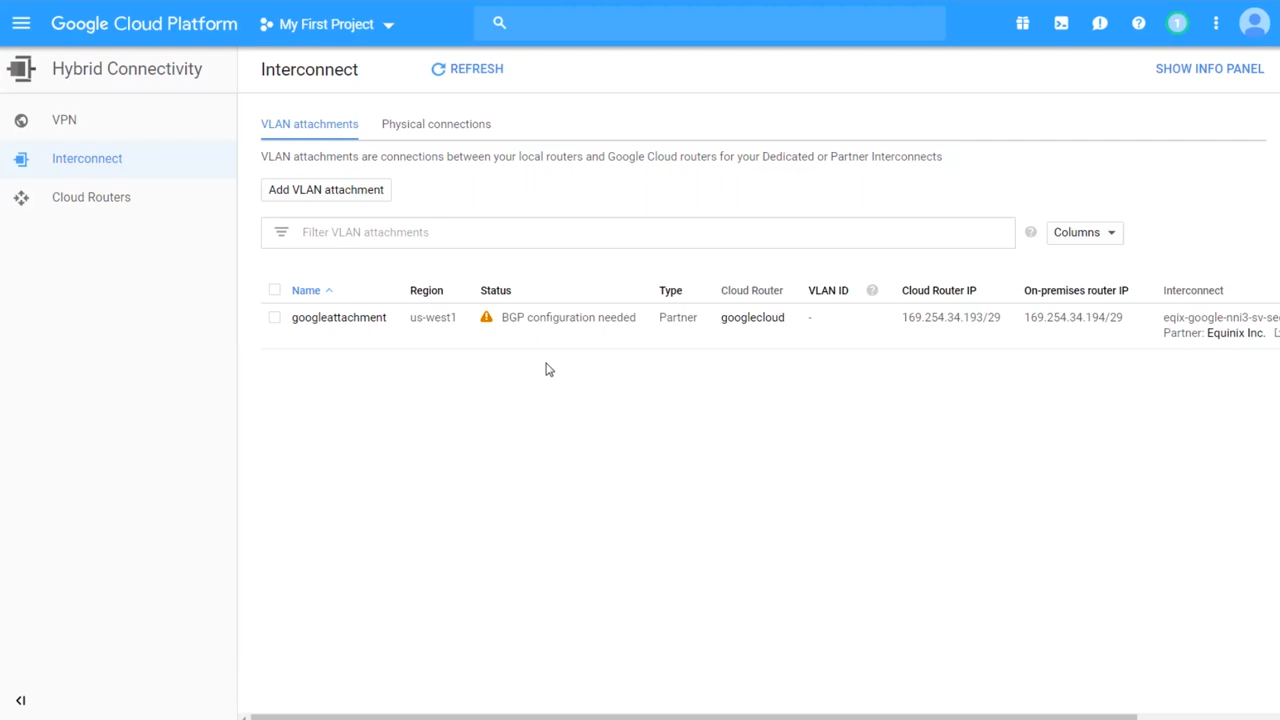 Google Cloud Platform
My First Project
1
Hybrid Connectivity
VPN
Interconnect
Cloud Routers
Interconnect
REFRESH
SHOW INFO PANEL
VLAN attachments
Physical connections
VLAN attachments are connections between your local routers and Google Cloud routers for your Dedicated or Partner Interconnects
Add VLAN attachment
Filter VLAN attachments
Columns
Name Region Status Type Cloud Router VLAN ID Cloud Router IP On-premises router IP Interconnect
googleattachment us-west1 BGP configuration needed Partner googlecloud - 169.254.34.193/29 169.254.34.194/29 eqix-google-nni3-sv-se
Partner: Equinix Inc.